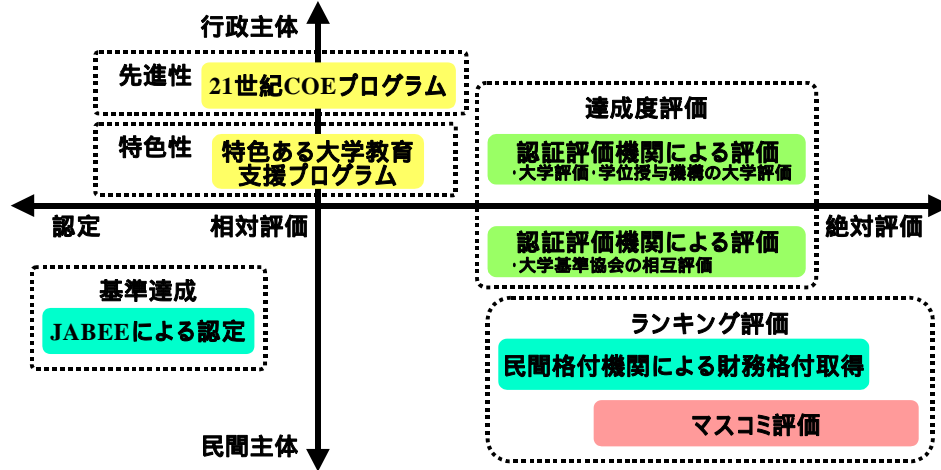 行政主体
先進性
21世紀COEプログラム
特色性
特色ある大学教育
支援プログラム
達成度評価
認証評価機関による評価
・大学評価・学位授与機構の大学評価
認定
相対評価
絶対評価
認証評価機関による評価
・大学基準協会の相互評価
基準達成
JABEEによる認定
ランキング評価
民間格付機関による財務格付取得
マスコミ評価
民間主体